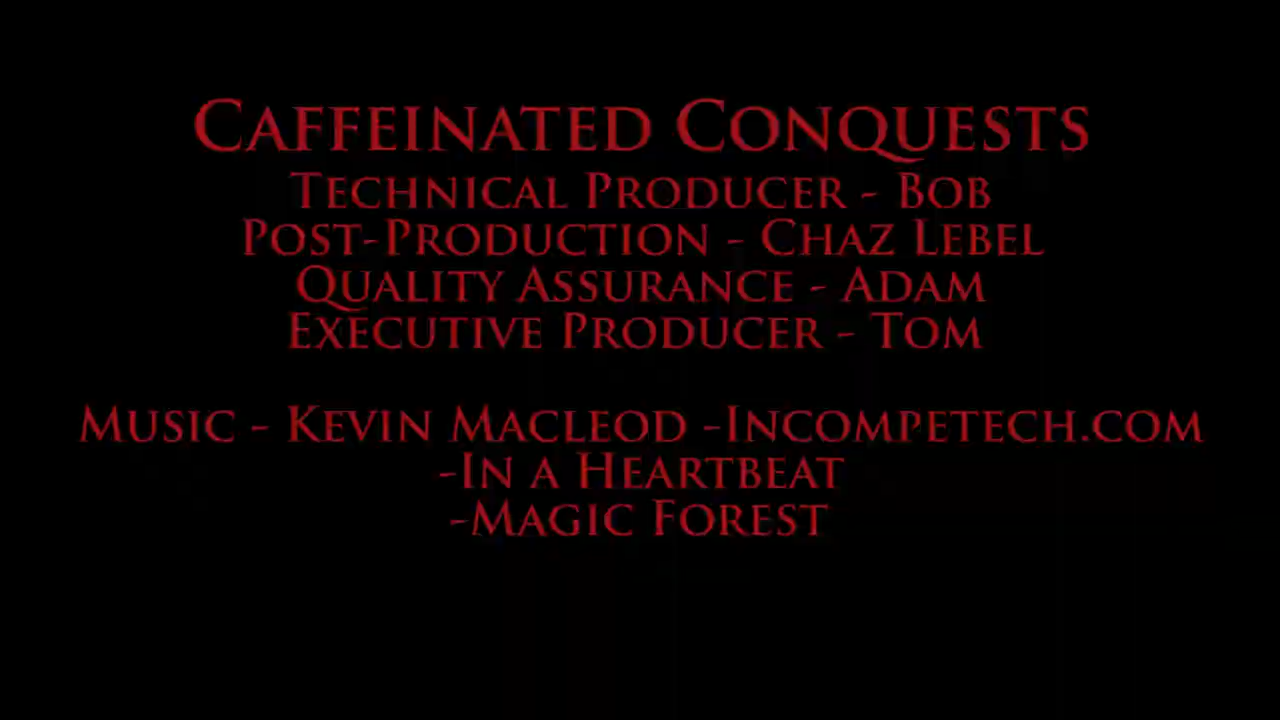 Caffeinated Conquests
Technical Producer - Bob
Post-Production - Chaz Lebel
Quality Assurance - Adam
Executive Producer - Tom
Music - Kevin Macleod -Incompetech.com
-In a Heartbeat
-Magic Forest